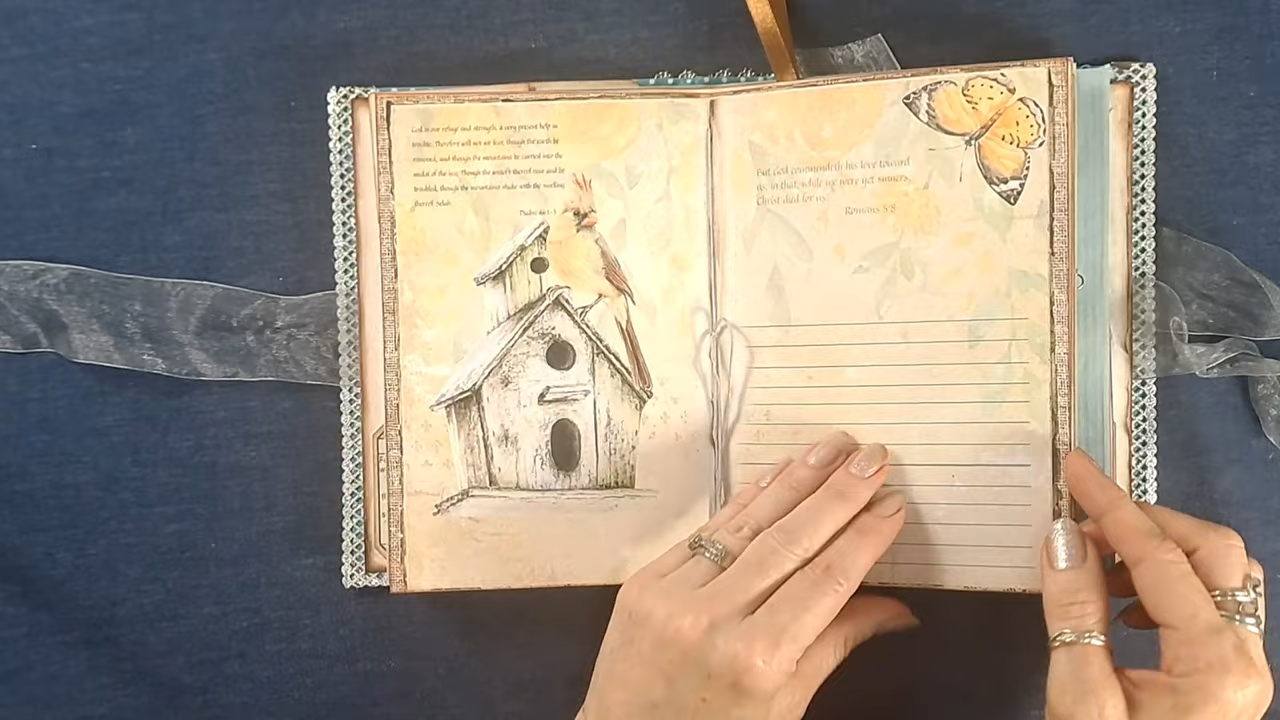 God is our refuge and strength, a very present help in
trouble. Therefore will not we fear, though the earth be
removed, and though the mountains be carried into the
midst of the sea; Though the waters thereof roar and be
troubled, though the mountains shake with the swelling
thereof. Selah.
Psalm 46:1-3
But God commendeth his love toward
us, in that, while we were yet sinners,
Christ died for us.
Romans 5:8